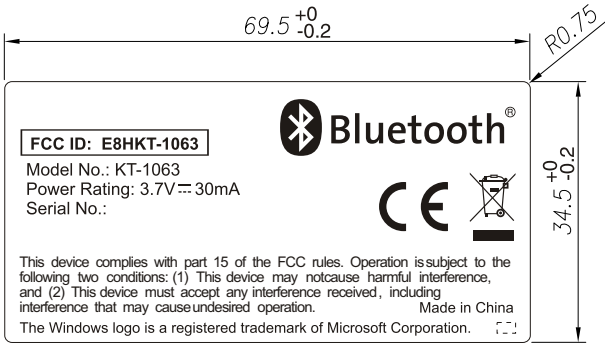 69.5 +0 -0.2
R0.75
Bluetooth®
FCC ID: E8HKT-1063
Model No.: KT-1063
Power Rating: 3.7V⎓30mA
Serial No.:
CE
34.5 +0 -0.2
This device complies with part 15 of the FCC rules. Operation is subject to the
following two conditions: (1) This device may notcause harmful interference,
and (2) This device must accept any interference received, including
interference that may cause undesired operation.
Made in China
The Windows logo is a registered trademark of Microsoft Corporation.